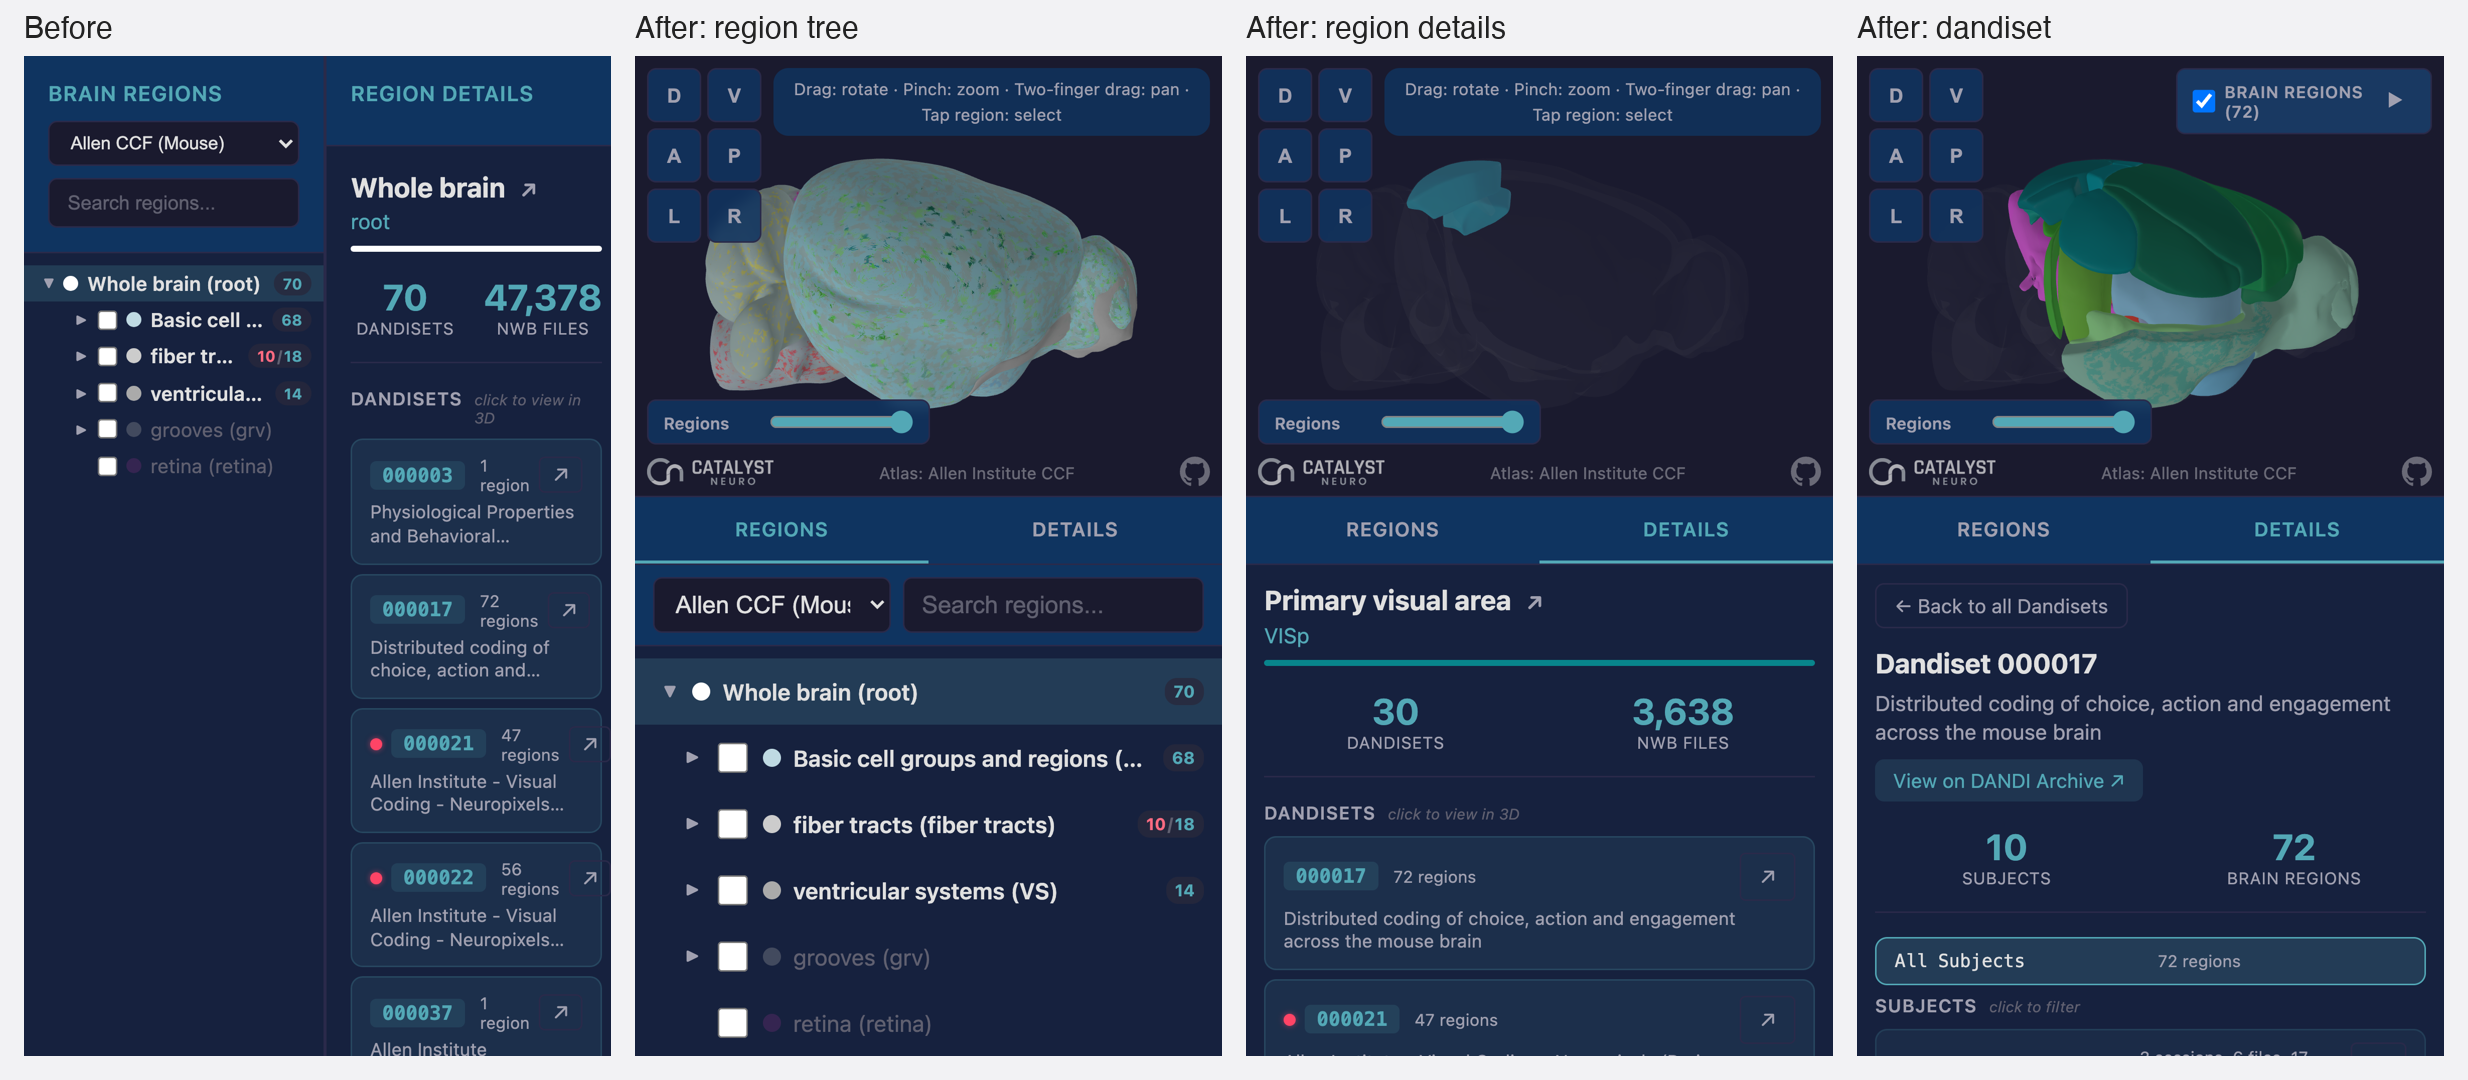 Before
BRAIN REGIONS
Allen CCF (Mouse)
Search regions...
Whole brain (root) 70
Basic cell ... 68
fiber tr... 10/18
ventricula... 14
grooves (grv)
retina (retina)
REGION DETAILS
Whole brain ↗
root
70 47,378
DANDISETS NWB FILES
DANDISETS click to view in
3D
000003 1
region ↗
Physiological Properties
and Behavioral...
000017 72
regions ↗
Distributed coding of
choice, action and...
000021 47
regions ↗
Allen Institute - Visual
Coding - Neuropixels...
000022 56
regions ↗
Allen Institute - Visual
Coding - Neuropixels...
000037 1
region ↗
Allen Institute
After: region tree
D V
A P
L R
Drag: rotate · Pinch: zoom · Two-finger drag: pan ·
Tap region: select
Regions
CATALYST
NEURO
Atlas: Allen Institute CCF
REGIONS DETAILS
Allen CCF (Mou
Search regions...
Whole brain (root) 70
Basic cell groups and regions (... 68
fiber tracts (fiber tracts) 10/18
ventricular systems (VS) 14
grooves (grv)
retina (retina)
After: region details
D V
A P
L R
Drag: rotate · Pinch: zoom · Two-finger drag: pan ·
Tap region: select
Regions
CATALYST
NEURO
Atlas: Allen Institute CCF
REGIONS DETAILS
Primary visual area ↗
VISp
30 3,638
DANDISETS NWB FILES
DANDISETS click to view in 3D
000017 72 regions ↗
Distributed coding of choice, action and engagement
across the mouse brain
000021 47 regions ↗
After: dandiset
D V
A P
L R
BRAIN REGIONS
(72)
Regions
CATALYST
NEURO
Atlas: Allen Institute CCF
REGIONS DETAILS
← Back to all Dandisets
Dandiset 000017
Distributed coding of choice, action and engagement
across the mouse brain
View on DANDI Archive ↗
10 72
SUBJECTS BRAIN REGIONS
All Subjects 72 regions
SUBJECTS click to filter